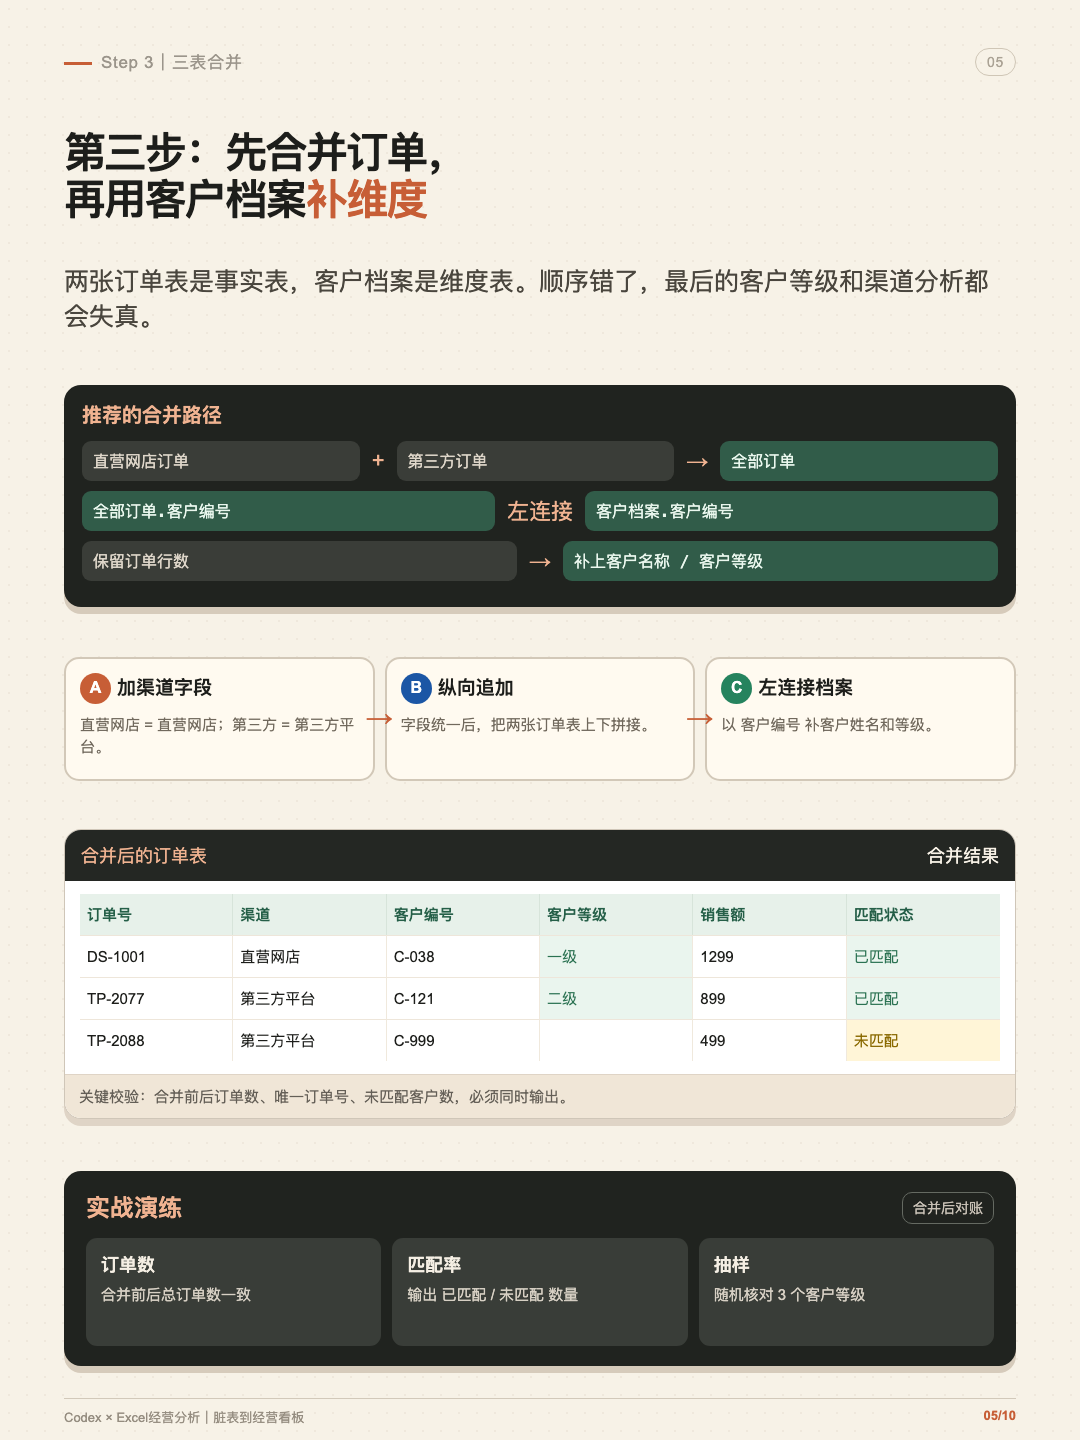 Step 3｜三表合并
05
第三步：先合并订单，
再用客户档案补维度
两张订单表是事实表，客户档案是维度表。顺序错了，最后的客户等级和渠道分析都
会失真。
推荐的合并路径
直营网店订单 + 第三方订单 → 全部订单
全部订单.客户编号 左连接 客户档案.客户编号
保留订单行数 → 补上客户名称 / 客户等级
A 加渠道字段
直营网店 = 直营网店；第三方 = 第三方平
台。
→
B 纵向追加
字段统一后，把两张订单表上下拼接。
→
C 左连接档案
以 客户编号 补客户姓名和等级。
合并后的订单表 合并结果
订单号 渠道 客户编号 客户等级 销售额 匹配状态
DS-1001 直营网店 C-038 一级 1299 已匹配
TP-2077 第三方平台 C-121 二级 899 已匹配
TP-2088 第三方平台 C-999 499 未匹配
关键校验：合并前后订单数、唯一订单号、未匹配客户数，必须同时输出。
实战演练 合并后对账
订单数
合并前后总订单数一致
匹配率
输出 已匹配 / 未匹配 数量
抽样
随机核对 3 个客户等级
Codex × Excel经营分析｜脏表到经营看板
05/10